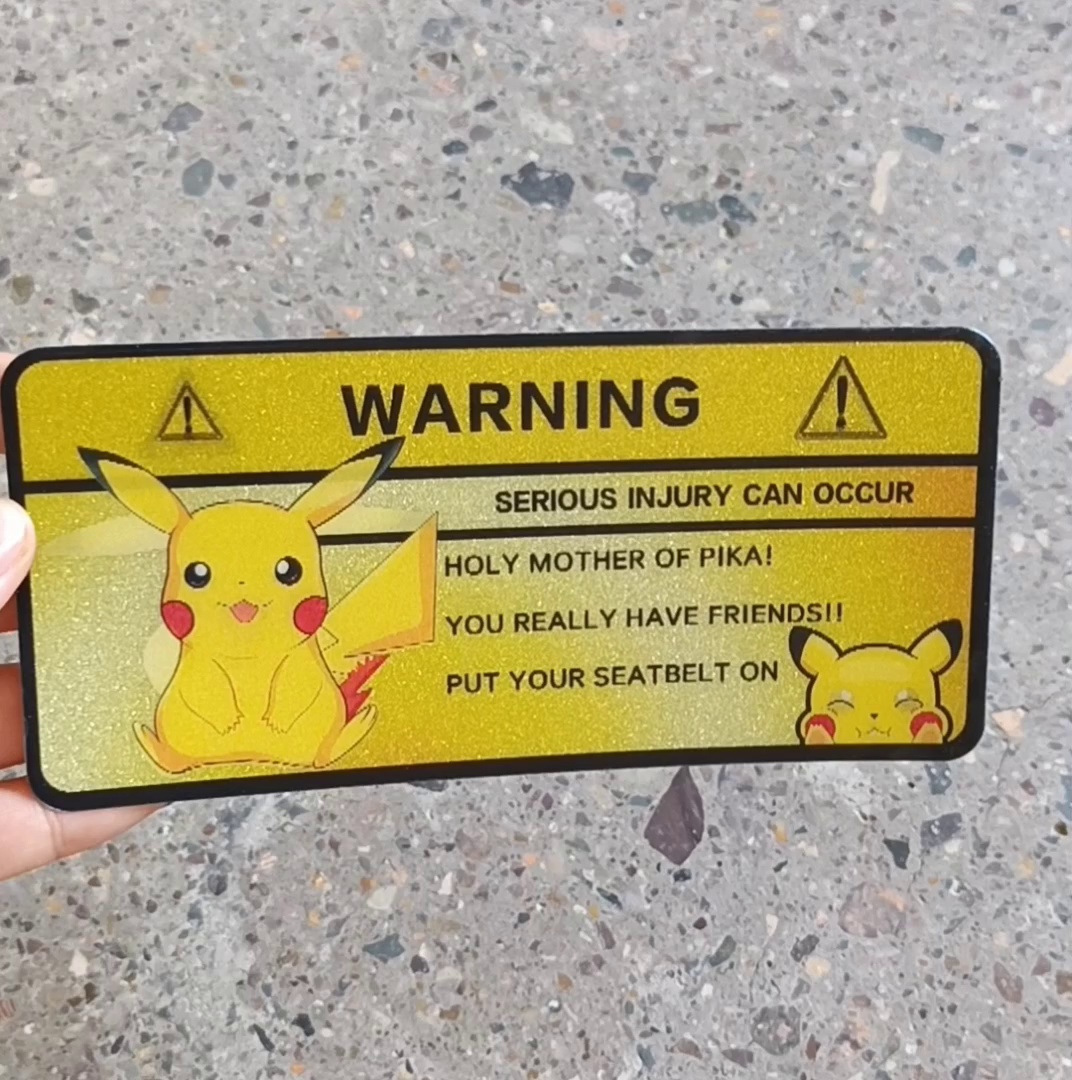 WARNING
SERIOUS INJURY CAN OCCUR
HOLY MOTHER OF PIKA!
YOU REALLY HAVE FRIENDS!!
PUT YOUR SEATBELT ON